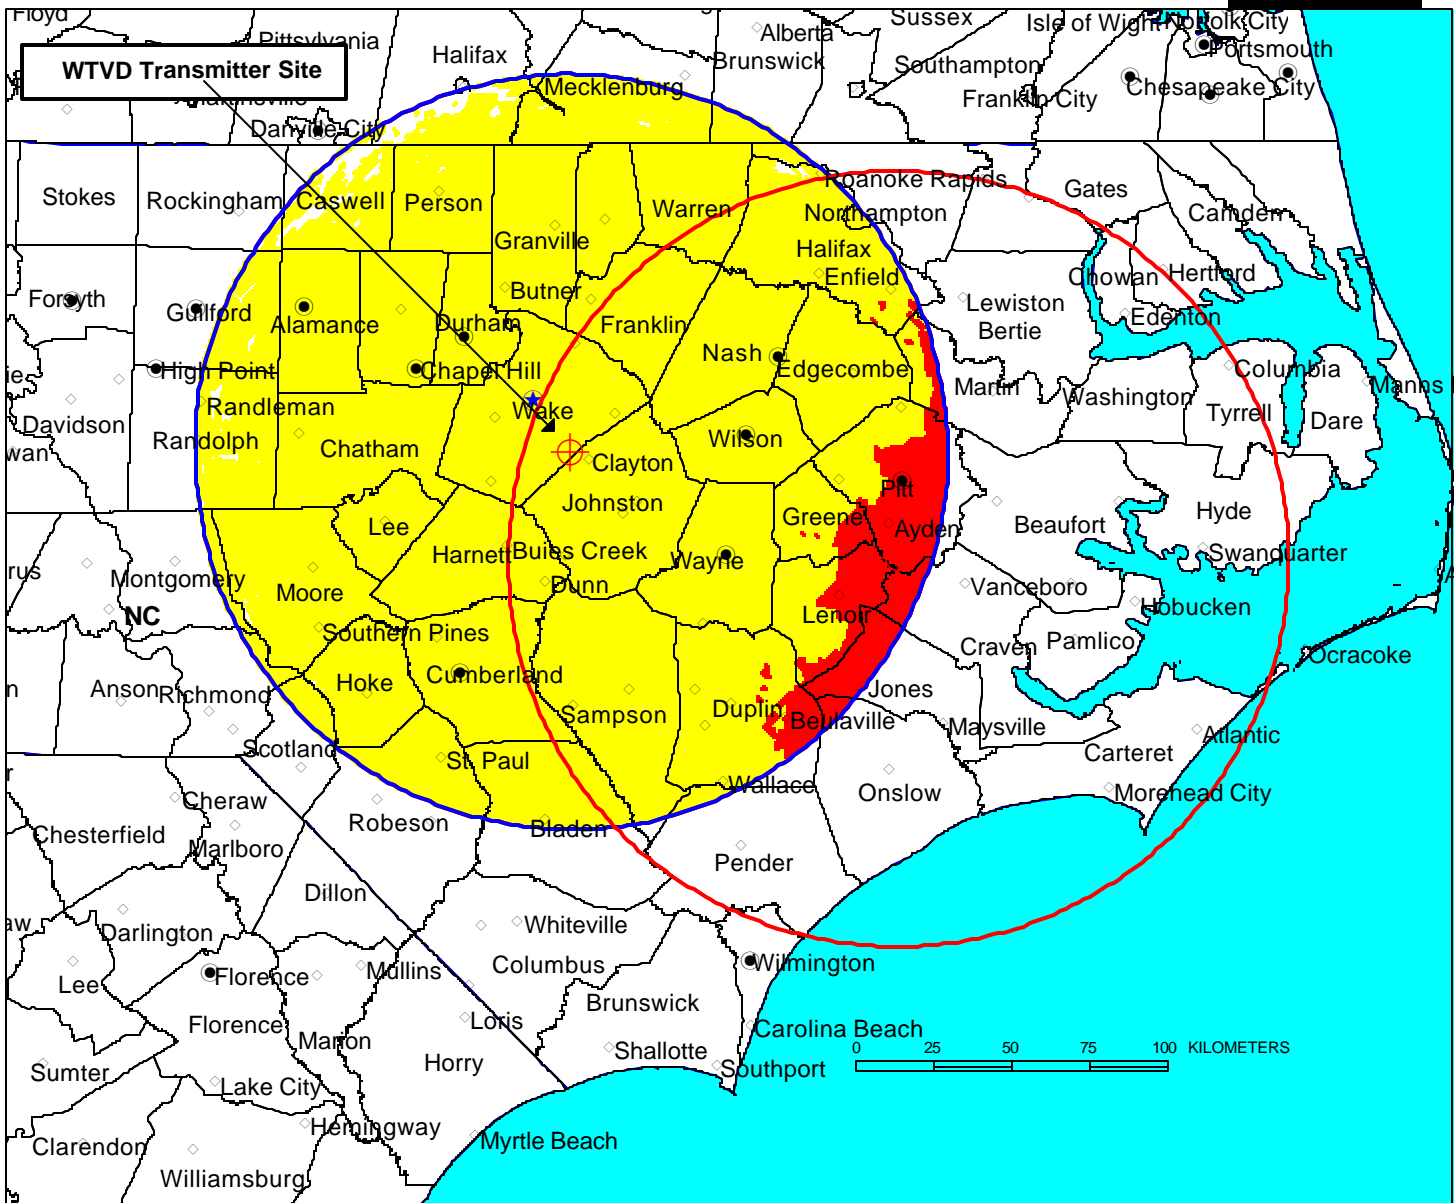 Floyd
Sussex
Isle of Wight
Norfolk City
Pittsylvania
Halifax
Alberta
Brunswick
Portsmouth
WTVD Transmitter Site
Southampton
Mecklenburg
Franklin City
Chesapeake City
Danville City
Stokes
Rockingham
Caswell
Person
Warren
Roanoke Rapids
Northampton
Gates
Camden
Granville
Halifax
Enfield
Chowan
Hertford
Forsyth
Guilford
Alamance
Durham
Butner
Franklin
Lewiston
Bertie
Edenton
Nash
Edgecombe
High Point
Chapel Hill
Columbia
Manns
Martin
Washington
Randleman
Wake
Tyrrell
Dare
Davidson
Randolph
Chatham
Wilson
wan
Clayton
Pitt
Johnston
Lee
Greene
Ayden
Beaufort
Hyde
Harnett
Buies Creek
Wayne
Swanquarter
rus
Montgomery
Moore
Dunn
Vanceboro
Hobucken
NC
Lenoir
Southern Pines
Craven
Pamlico
Ocracoke
Cumberland
Anson
Richmond
Hoke
Jones
Sampson
Duplin
Beulaville
Maysville
Atlantic
Scotland
St. Paul
Carteret
Wallace
Onslow
Morehead City
Cheraw
Robeson
Bladen
Chesterfield
Marlboro
Pender
Dillon
aw
Darlington
Whiteville
Columbus
Wilmington
Florence
Mullins
Lee
Brunswick
Florence
Marion
Loris
Carolina Beach
Horry
Shallotte
Southport
0 25 50 75 100 KILOMETERS
Sumter
Lake City
Hemingway
Myrtle Beach
Clarendon
Williamsburg